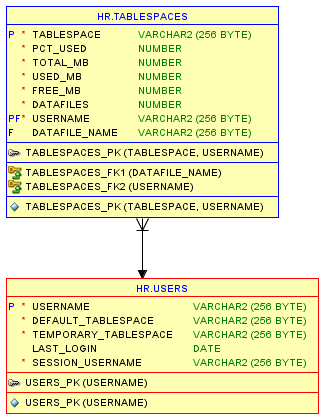 HR.TABLESPACES
P * TABLESPACE VARCHAR2 (256 BYTE)
* PCT_USED NUMBER
* TOTAL_MB NUMBER
* USED_MB NUMBER
* FREE_MB NUMBER
* DATAFILES NUMBER
PF* USERNAME VARCHAR2 (256 BYTE)
F DATAFILE_NAME VARCHAR2 (256 BYTE)
TABLESPACES_PK (TABLESPACE, USERNAME)
TABLESPACES_FK1 (DATAFILE_NAME)
TABLESPACES_FK2 (USERNAME)
TABLESPACES_PK (TABLESPACE, USERNAME)
HR.USERS
P * USERNAME VARCHAR2 (256 BYTE)
* DEFAULT_TABLESPACE VARCHAR2 (256 BYTE)
* TEMPORARY_TABLESPACE VARCHAR2 (256 BYTE)
LAST_LOGIN DATE
* SESSION_USERNAME VARCHAR2 (256 BYTE)
USERS_PK (USERNAME)
USERS_PK (USERNAME)